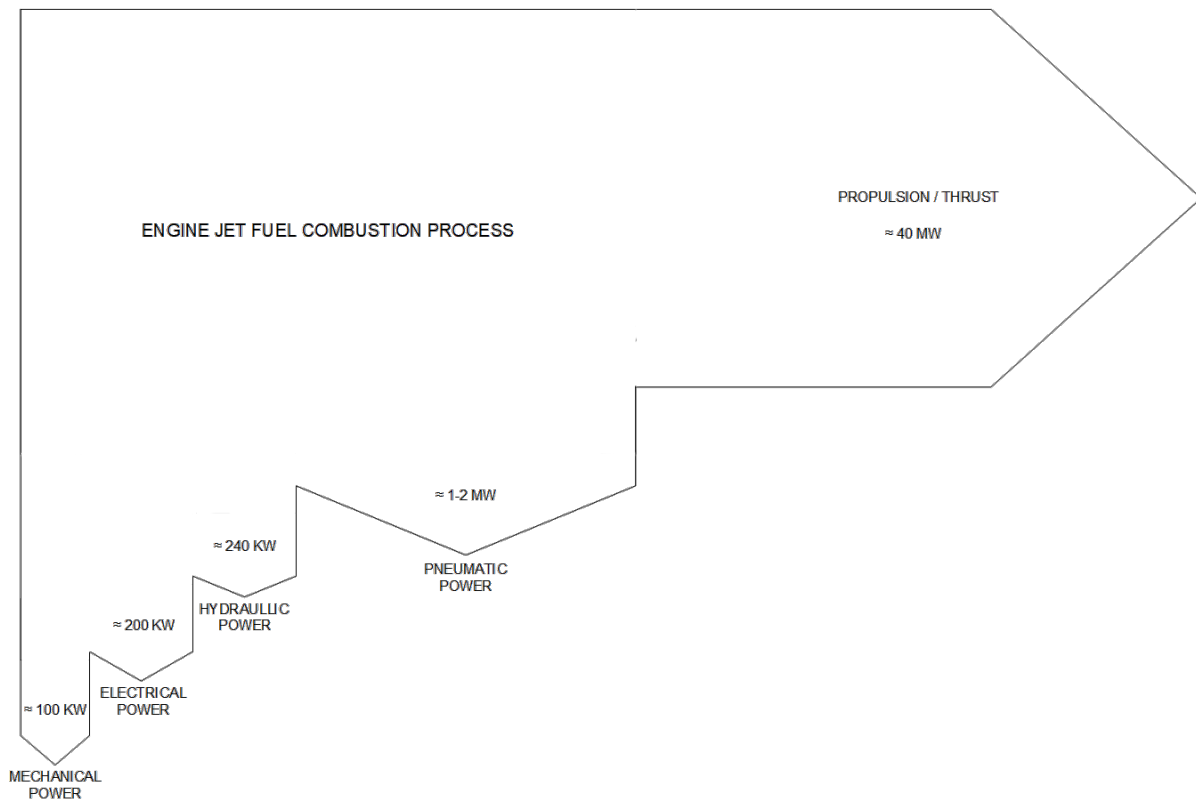 PROPULSION / THRUST
≈ 40 MW
ENGINE JET FUEL COMBUSTION PROCESS
≈ 1-2 MW
PNEUMATIC
POWER
≈ 240 KW
HYDRAULLIC
POWER
≈ 200 KW
ELECTRICAL
POWER
≈ 100 KW
MECHANICAL
POWER